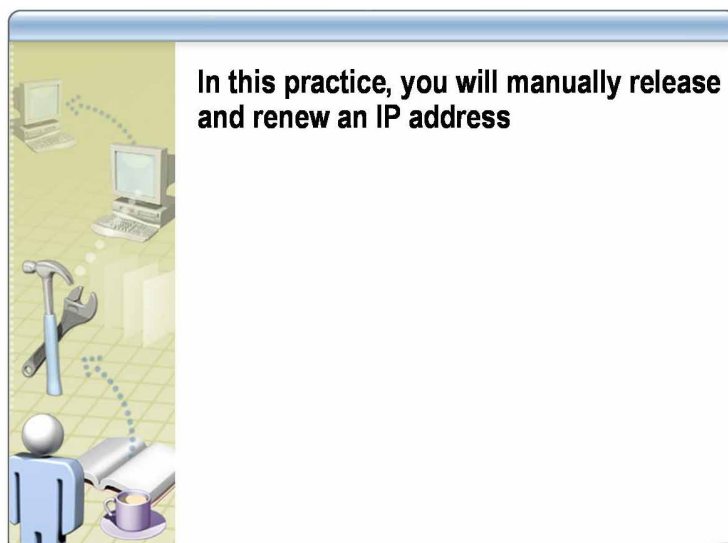 In this practice, you will manually release
and renew an IP address